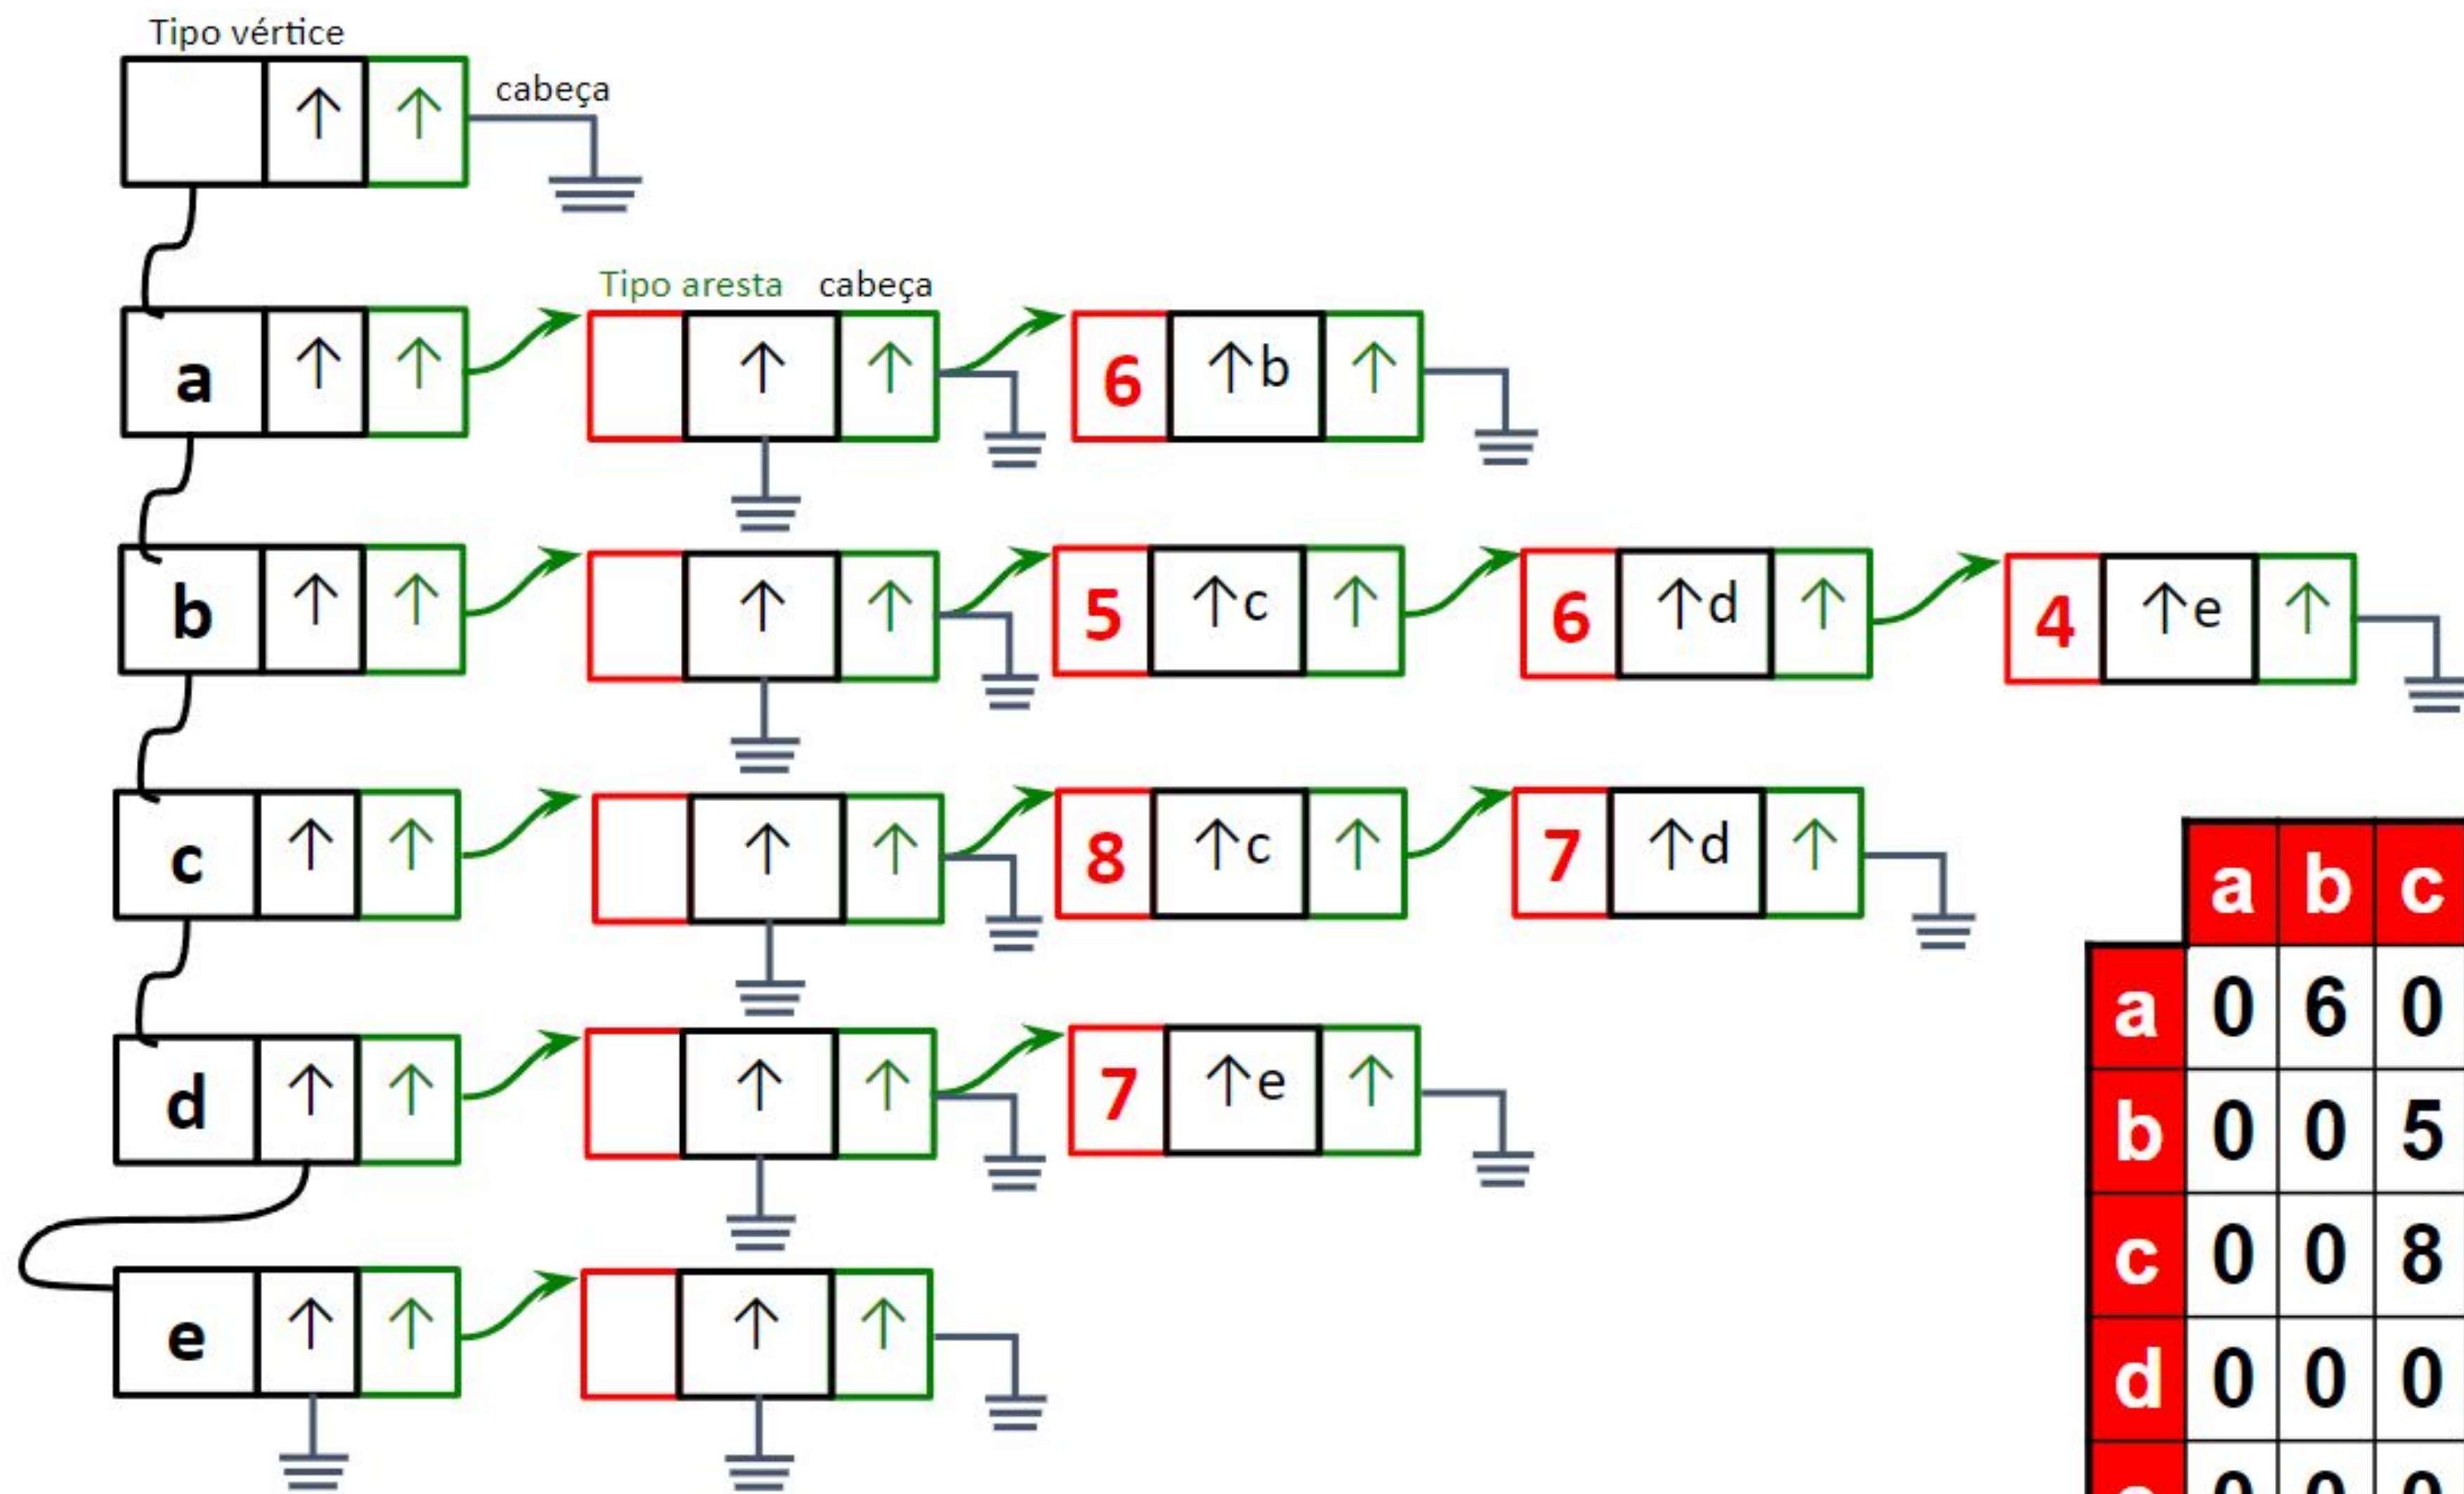 Tipo vértice
↑ ↑ cabeça
Tipo aresta cabeça
a ↑ ↑ ↑ ↑ 6 ↑b ↑
b ↑ ↑ ↑ ↑ 5 ↑c ↑ 6 ↑d ↑ 4 ↑e ↑
c ↑ ↑ ↑ ↑ 8 ↑c ↑ 7 ↑d ↑
d ↑ ↑ ↑ ↑ 7 ↑e ↑
e ↑ ↑ ↑ ↑
a b c
a 0 6 0
b 0 0 5
c 0 0 8
d 0 0 0